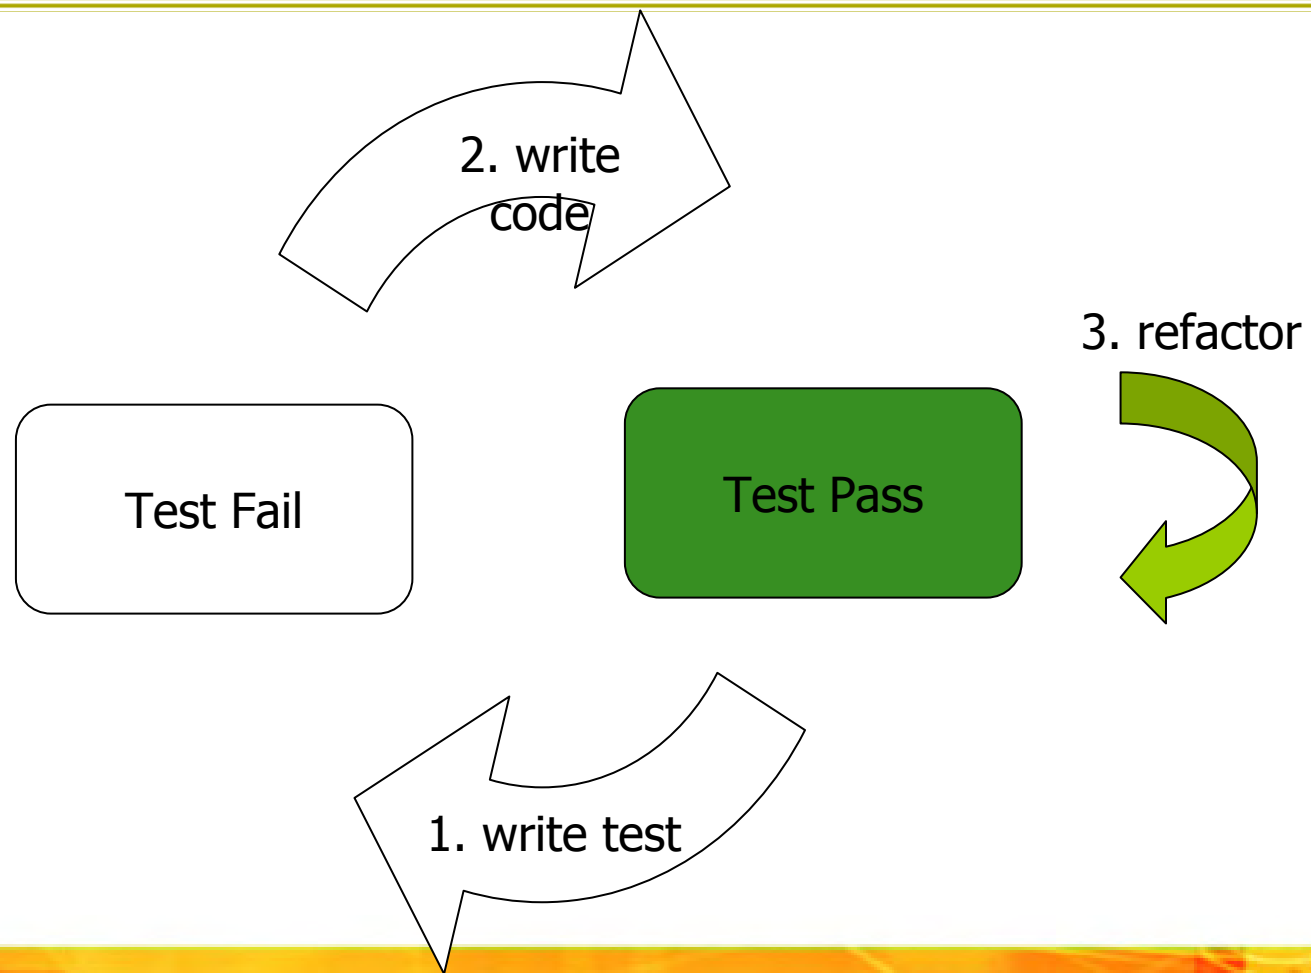 2. write
code
3. refactor
Test Fail
Test Pass
1. write test